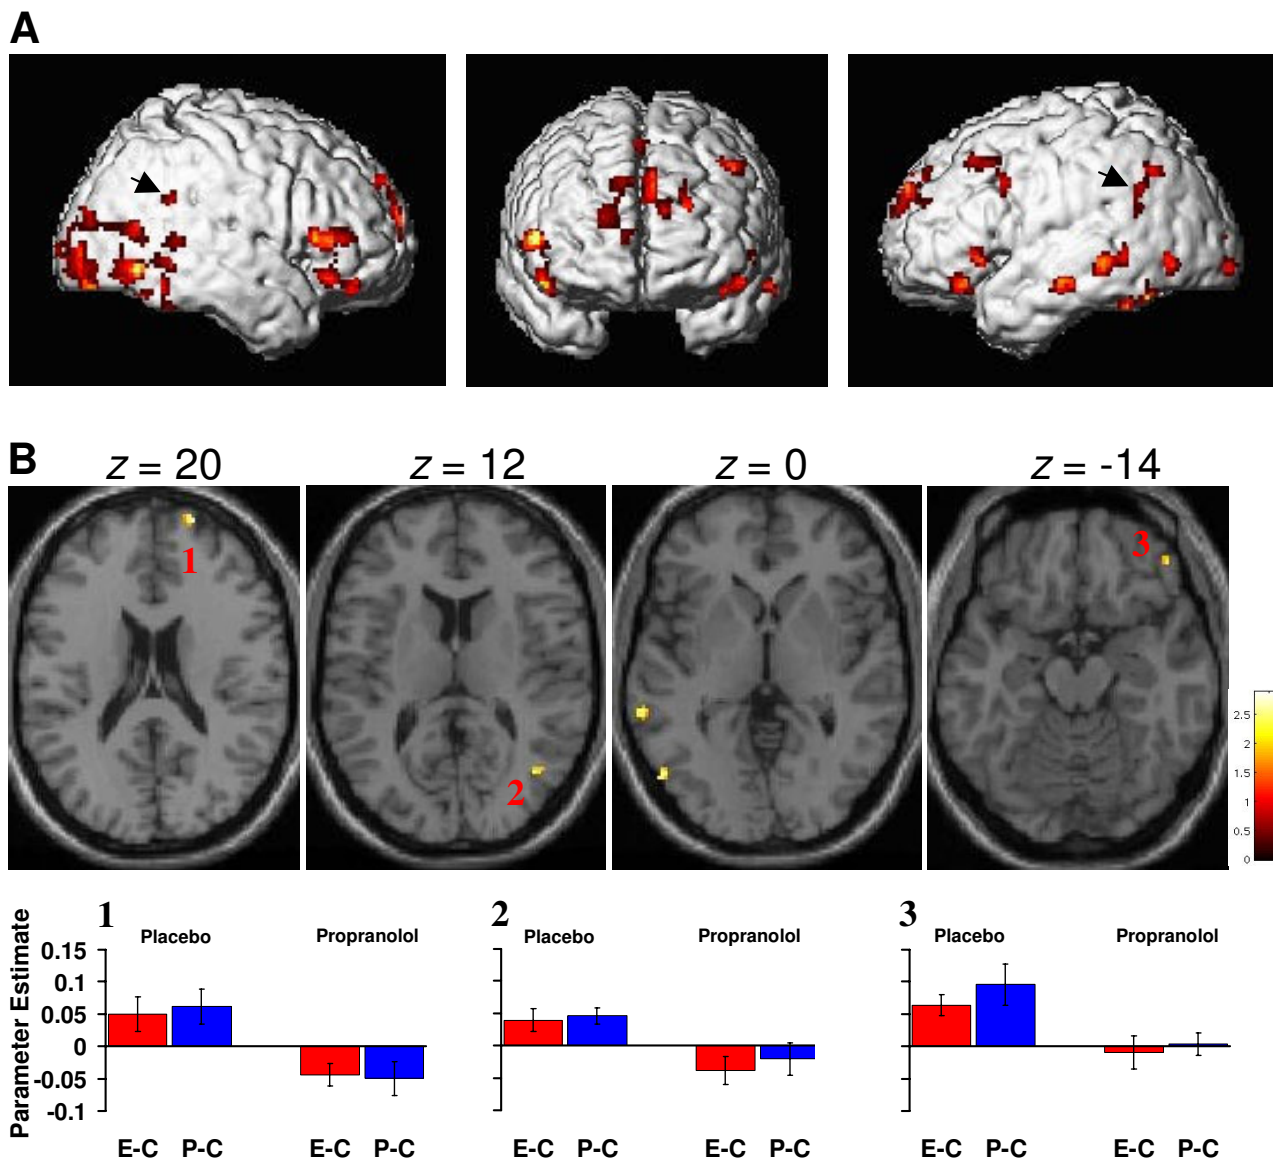 A
B
z = 20
z = 12
z = 0
z = -14
1
2
3
2.5
2
1.5
1
0.5
0
Parameter Estimate
1
Placebo
Propranolol
0.15
0.1
0.05
0
-0.05
-0.1
E-C
P-C
E-C
P-C
2
Placebo
Propranolol
E-C
P-C
E-C
P-C
3
Placebo
Propranolol
E-C
P-C
E-C
P-C